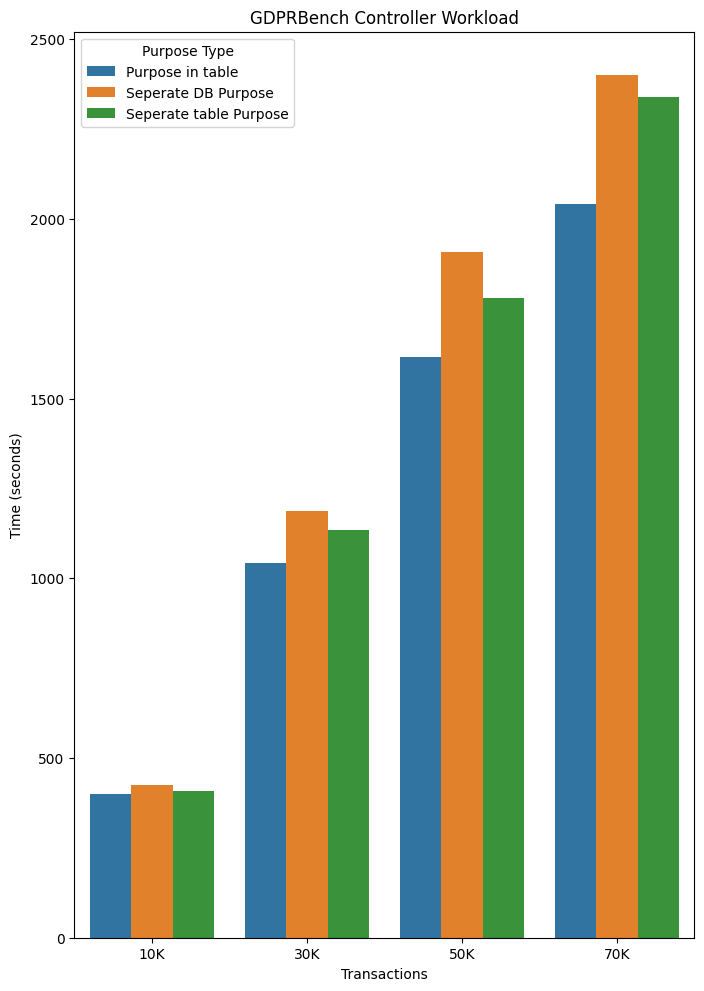 GDPRBench Controller Workload
Purpose Type
Purpose in table
Seperate DB Purpose
Seperate table Purpose
2500
2000
1500
1000
500
0
Time (seconds)
10K 30K 50K 70K
Transactions